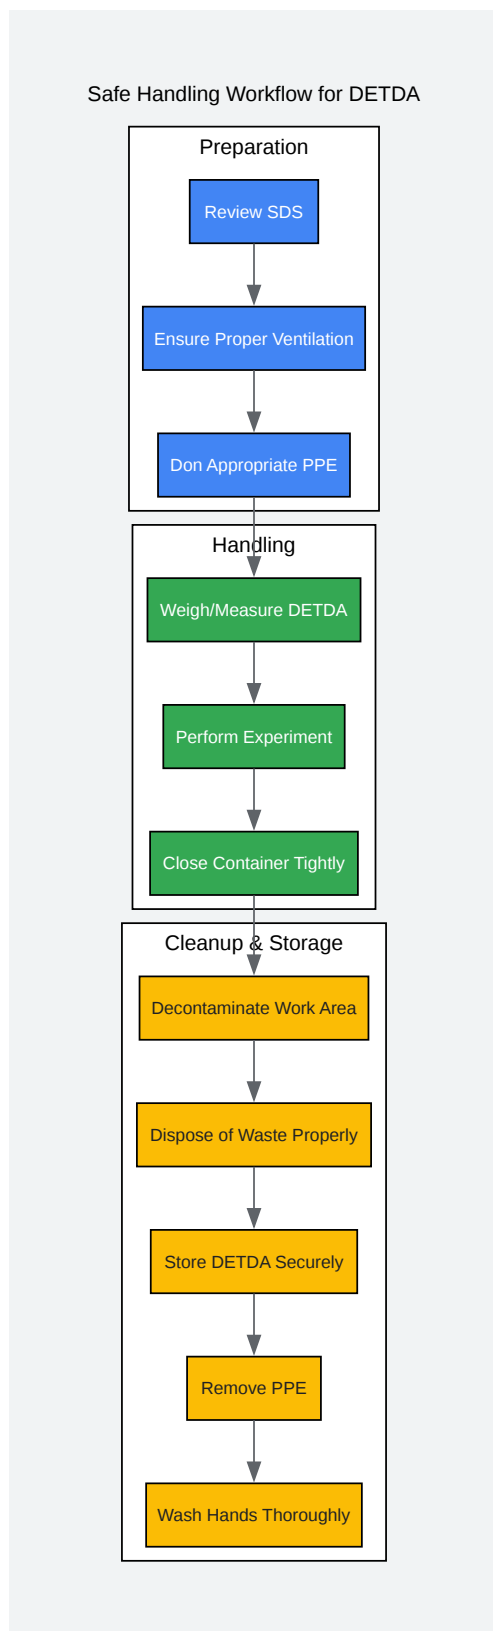 Safe Handling Workflow for DETDA
Preparation
Review SDS
Ensure Proper Ventilation
Don Appropriate PPE
Handling
Weigh/Measure DETDA
Perform Experiment
Close Container Tightly
Cleanup & Storage
Decontaminate Work Area
Dispose of Waste Properly
Store DETDA Securely
Remove PPE
Wash Hands Thoroughly